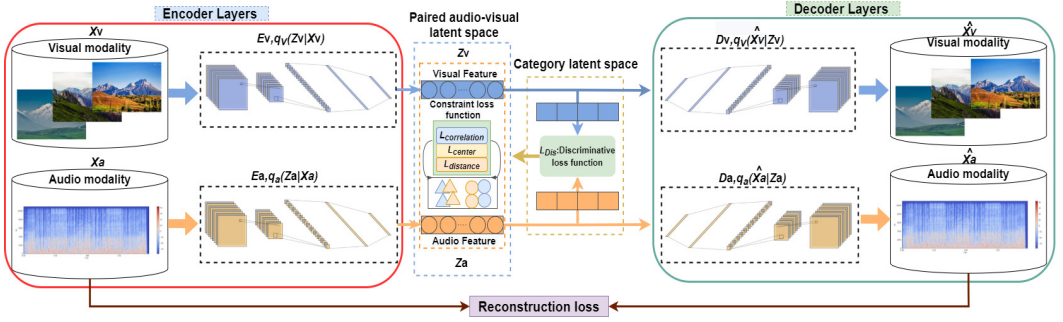 Encoder Layers
Decoder Layers
Xv
Visual modality
Ev,qv(Zv|Xv)
Paired audio-visual
latent space
Zv
Visual Feature
Constraint loss
function
Lcorrelation
Lcenter
Ldistance
Audio Feature
Za
Category latent space
LDis:Discriminative
loss function
Dv,qv(X̂v|Zv)
X̂v
Visual modality
Xa
Audio modality
Ea,qa(Za|Xa)
Da,qa(X̂a|Za)
X̂a
Audio modality
Reconstruction loss